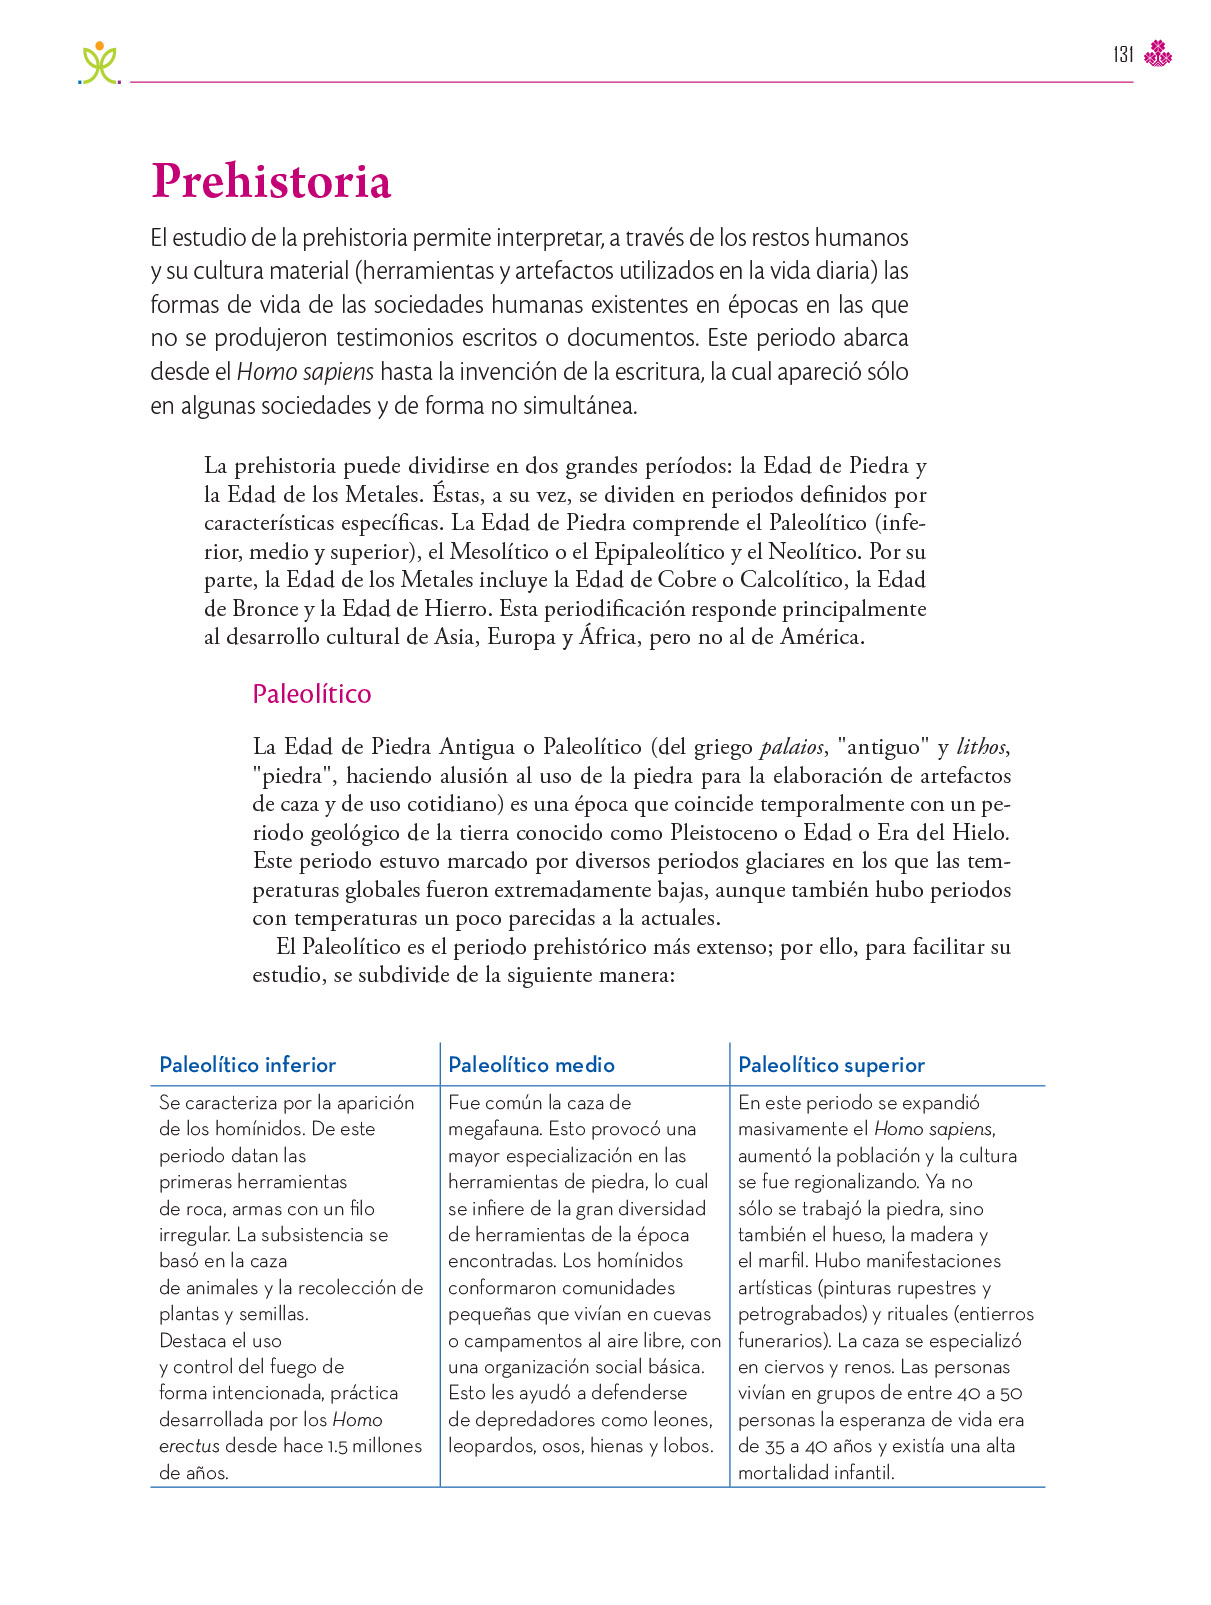 131
Prehistoria
El estudio de la prehistoria permite interpretar, a través de los restos humanos
y su cultura material (herramientas y artefactos utilizados en la vida diaria) las
formas de vida de las sociedades humanas existentes en épocas en las que
no se produjeron testimonios escritos o documentos. Este periodo abarca
desde el Homo sapiens hasta la invención de la escritura, la cual apareció sólo
en algunas sociedades y de forma no simultánea.
La prehistoria puede dividirse en dos grandes períodos: la Edad de Piedra y
la Edad de los Metales. Éstas, a su vez, se dividen en periodos definidos por
características específicas. La Edad de Piedra comprende el Paleolítico (infe-
rior, medio y superior), el Mesolítico o el Epipaleolítico y el Neolítico. Por su
parte, la Edad de los Metales incluye la Edad de Cobre o Calcolítico, la Edad
de Bronce y la Edad de Hierro. Esta periodificación responde principalmente
al desarrollo cultural de Asia, Europa y África, pero no al de América.
Paleolítico
La Edad de Piedra Antigua o Paleolítico (del griego palaios, "antiguo" y lithos,
"piedra", haciendo alusión al uso de la piedra para la elaboración de artefactos
de caza y de uso cotidiano) es una época que coincide temporalmente con un pe-
riodo geológico de la tierra conocido como Pleistoceno o Edad o Era del Hielo.
Este periodo estuvo marcado por diversos periodos glaciares en los que las tem-
peraturas globales fueron extremadamente bajas, aunque también hubo periodos
con temperaturas un poco parecidas a la actuales.
El Paleolítico es el periodo prehistórico más extenso; por ello, para facilitar su
estudio, se subdivide de la siguiente manera:
Paleolítico inferior
Se caracteriza por la aparición
de los homínidos. De este
periodo datan las
primeras herramientas
de roca, armas con un filo
irregular. La subsistencia se
basó en la caza
de animales y la recolección de
plantas y semillas.
Destaca el uso
y control del fuego de
forma intencionada, práctica
desarrollada por los Homo
erectus desde hace 1.5 millones
de años.
Paleolítico medio
Fue común la caza de
megafauna. Esto provocó una
mayor especialización en las
herramientas de piedra, lo cual
se infiere de la gran diversidad
de herramientas de la época
encontradas. Los homínidos
conformaron comunidades
pequeñas que vivían en cuevas
o campamentos al aire libre, con
una organización social básica.
Esto les ayudó a defenderse
de depredadores como leones,
leopardos, osos, hienas y lobos.
Paleolítico superior
En este periodo se expandió
masivamente el Homo sapiens,
aumentó la población y la cultura
se fue regionalizando. Ya no
sólo se trabajó la piedra, sino
también el hueso, la madera y
el marfil. Hubo manifestaciones
artísticas (pinturas rupestres y
petrograbados) y rituales (entierros
funerarios). La caza se especializó
en ciervos y renos. Las personas
vivían en grupos de entre 40 a 50
personas la esperanza de vida era
de 35 a 40 años y existía una alta
mortalidad infantil.